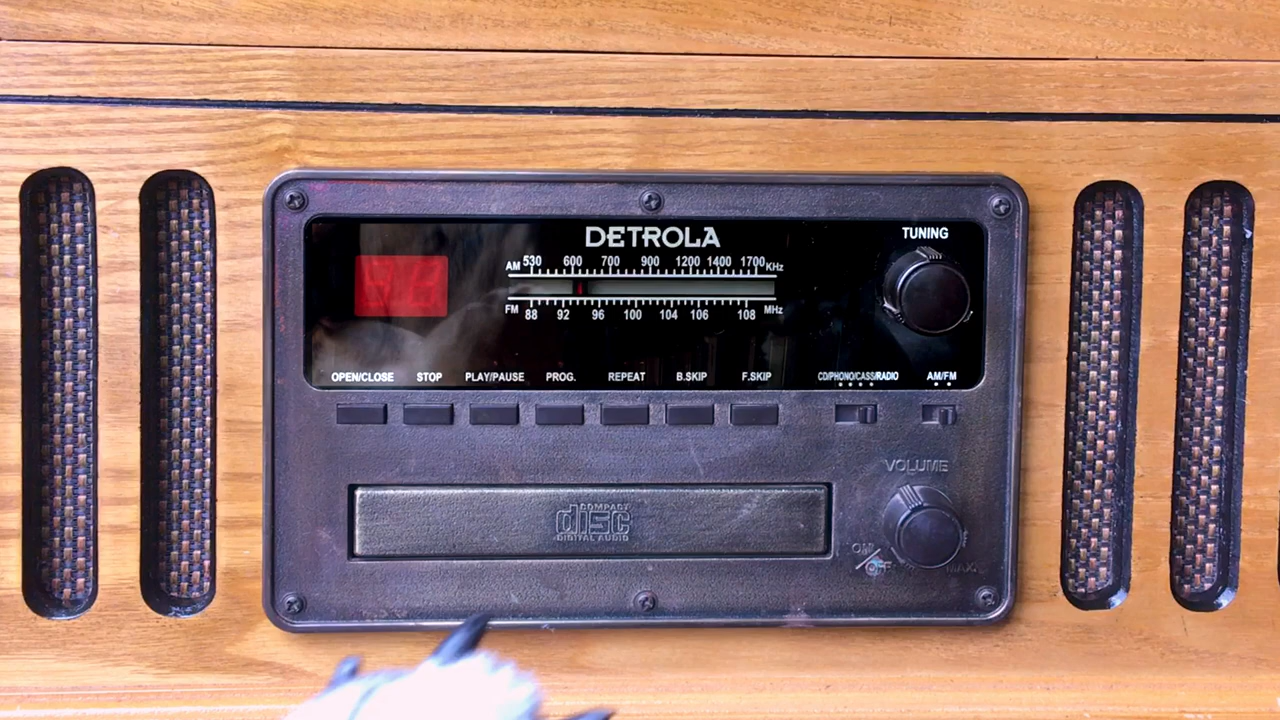 DETROLA
TUNING
AM 530 600 700 900 1200 1400 1700 KHz
FM 88 92 96 100 104 106 108 MHz
OPEN/CLOSE STOP PLAY/PAUSE PROG. REPEAT B.SKIP F.SKIP CD/PHONO/CASS/RADIO AM/FM
VOLUME
COMPACT
disc
DIGITAL AUDIO
ON/OFF MAX